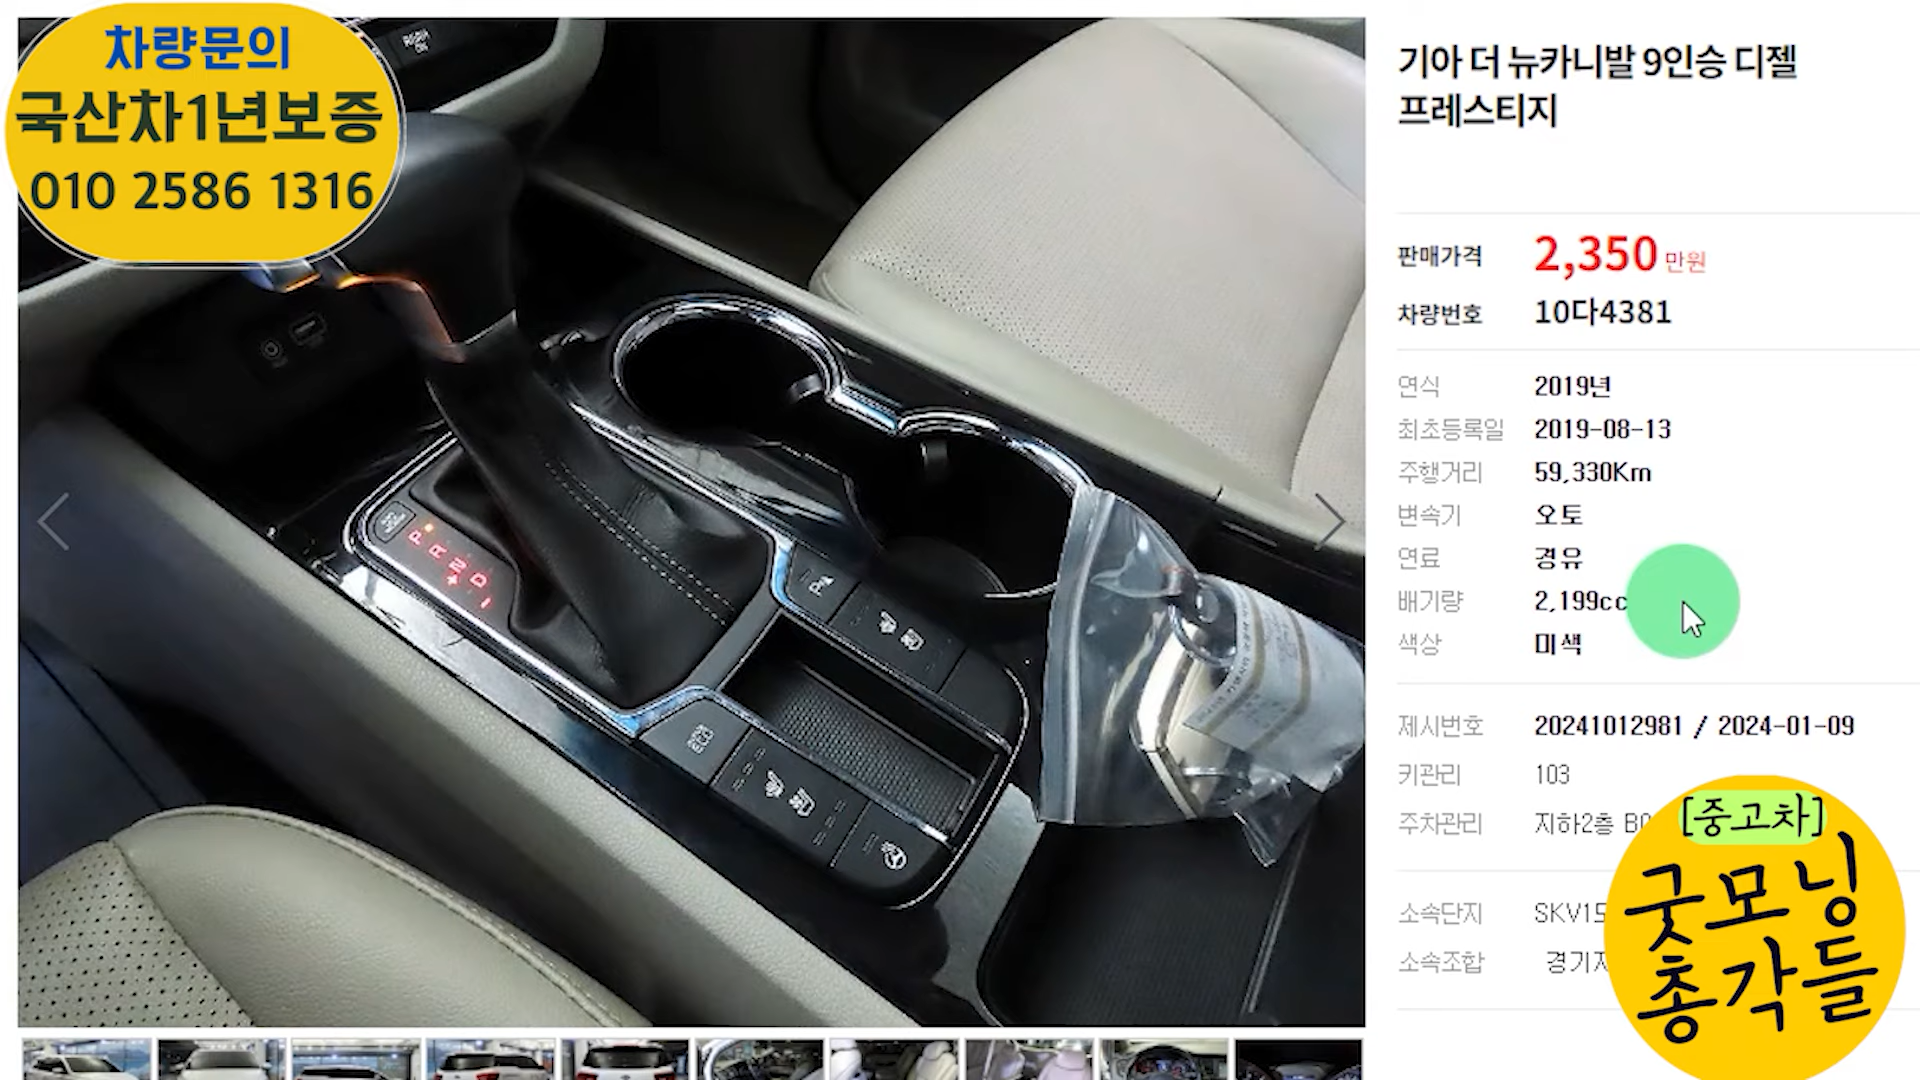 차량문의
국산차1년보증
010 2586 1316
기아 더 뉴카니발 9인승 디젤
프레스티지
판매가격 2,350 만원
차량번호 10다4381
연식 2019년
최초등록일 2019-08-13
주행거리 59,330Km
변속기 오토
연료 경유
배기량 2,199cc
색상 미색
제시번호 20241012981 / 2024-01-09
키관리 103
주차관리 지하2층
소속단지
소속조합
[중고차]
굿모닝
총각들
P
R
N
+
D
-
ECO